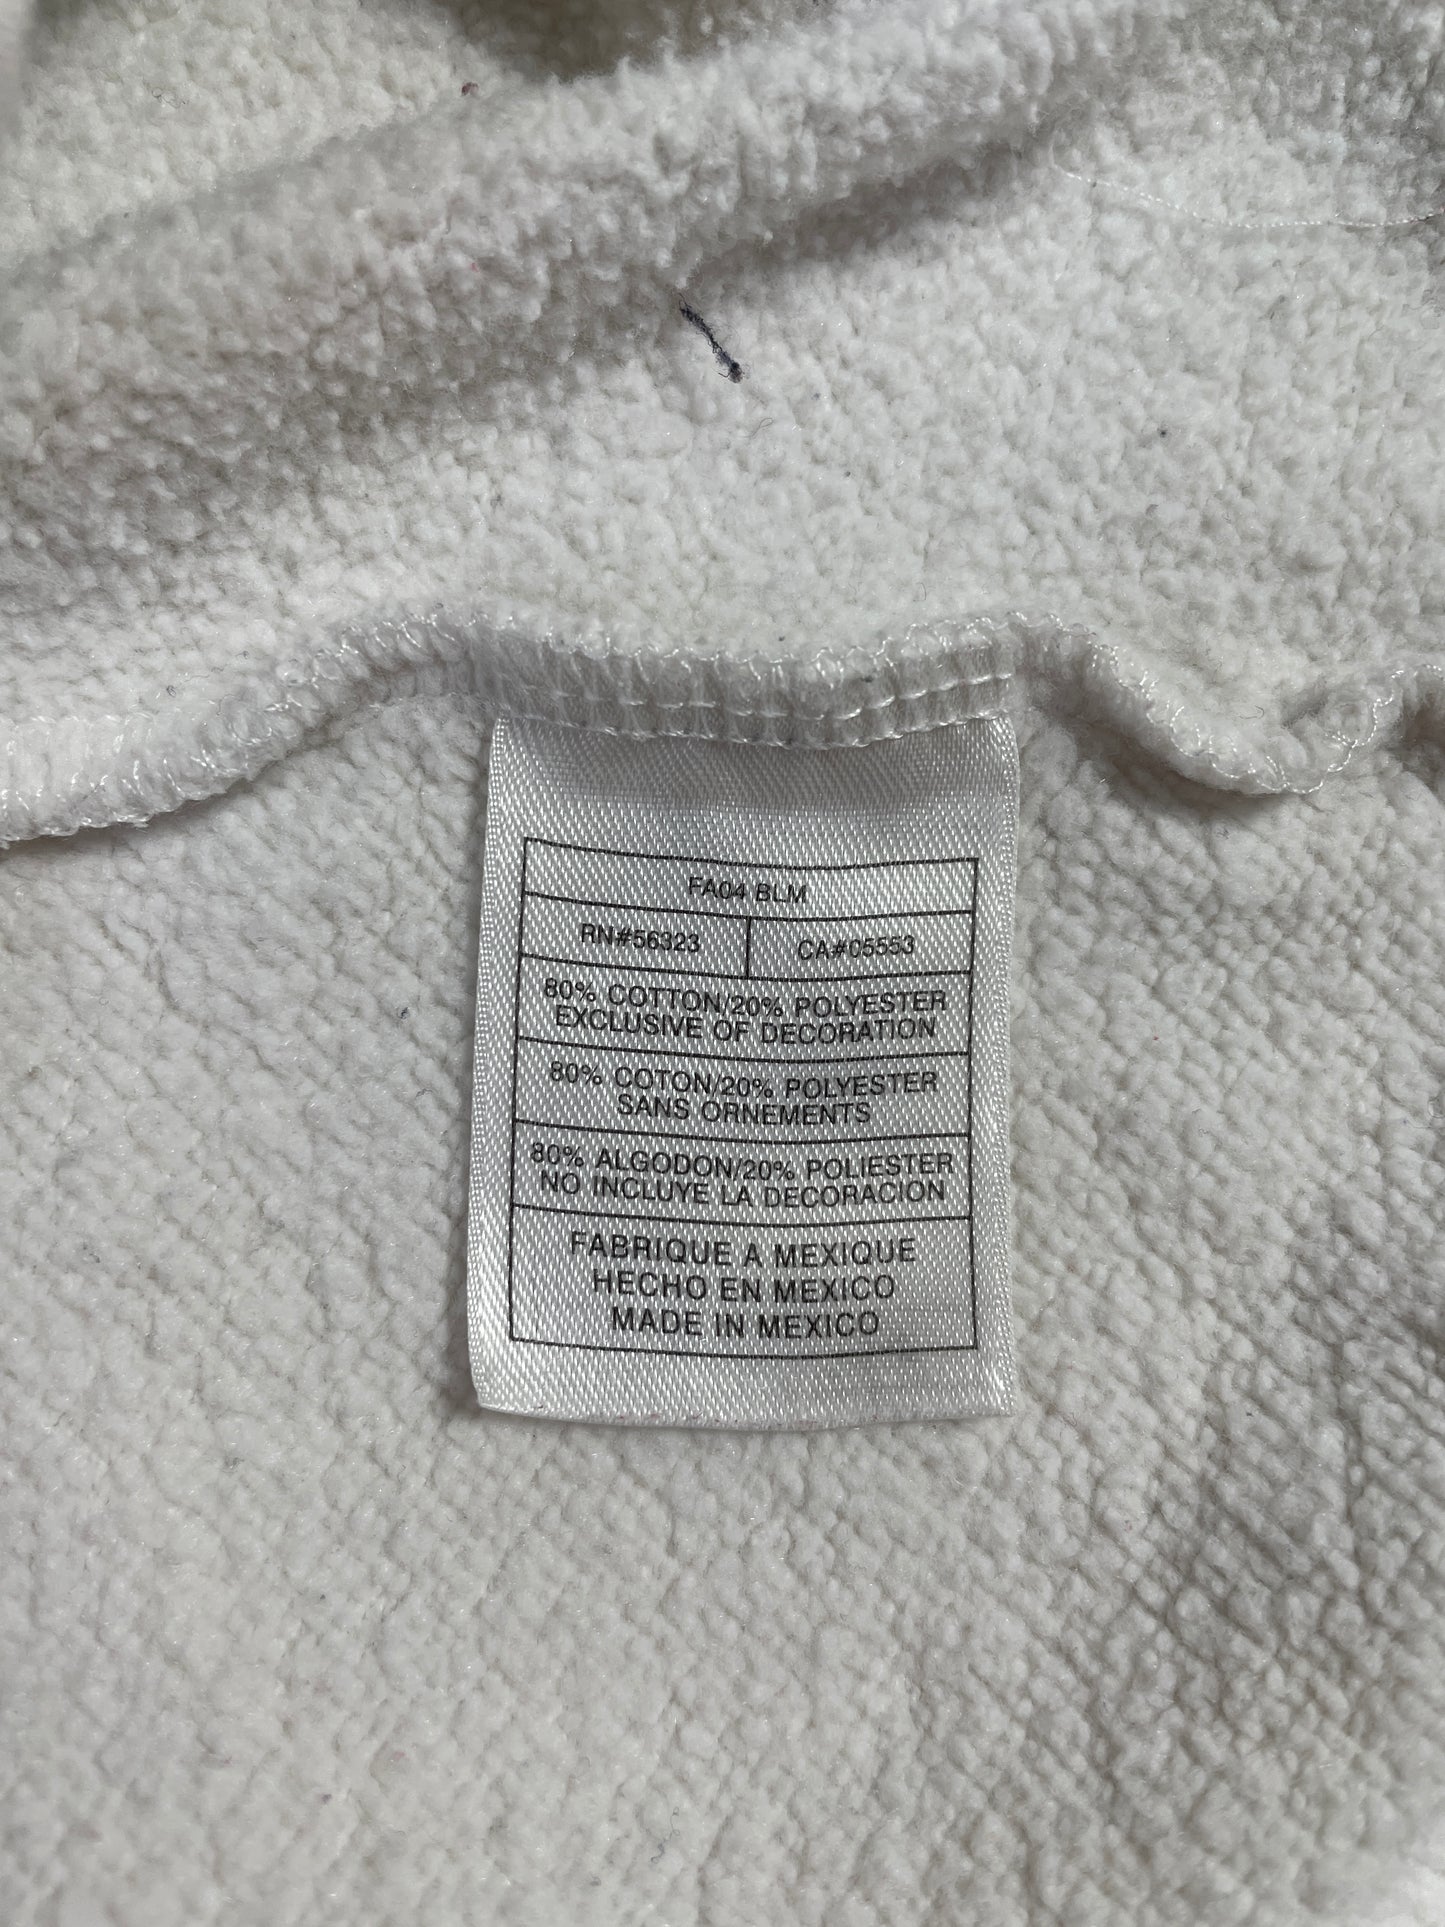 FA04 BLM
RN#56323 CA#05553
80% COTTON/20% POLYESTER
EXCLUSIVE OF DECORATION
80% COTON/20% POLYESTER
SANS ORNEMENTS
80% ALGODON/20% POLIESTER
NO INCLUYE LA DECORACION
FABRIQUE A MEXIQUE
HECHO EN MEXICO
MADE IN MEXICO